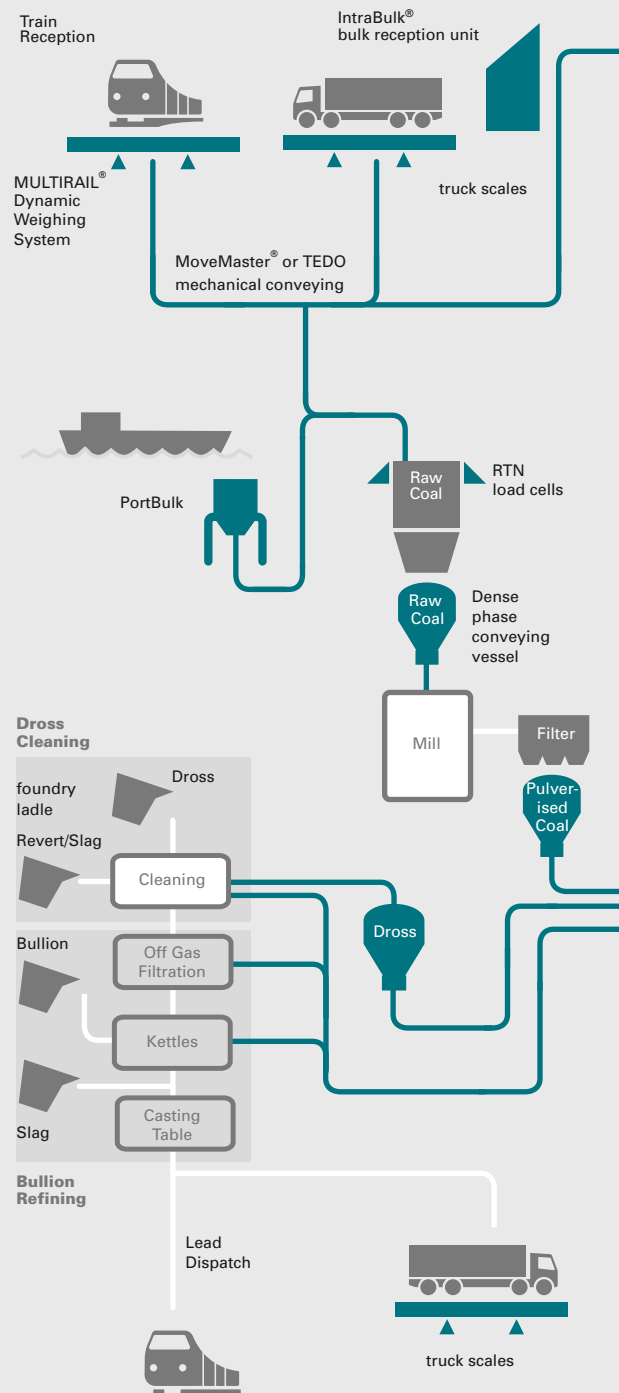 Train
Reception
IntraBulk®
bulk reception unit
MULTIRAIL®
Dynamic
Weighing
System
truck scales
MoveMaster® or TEDO
mechanical conveying
PortBulk
Raw
Coal
RTN
load cells
Raw
Coal
Dense
phase
conveying
vessel
Mill
Filter
Pulver-
ised
Coal
Dross
Cleaning
foundry
ladle
Dross
Revert/Slag
Cleaning
Bullion
Off Gas
Filtration
Dross
Kettles
Slag
Casting
Table
Bullion
Refining
Lead
Dispatch
truck scales